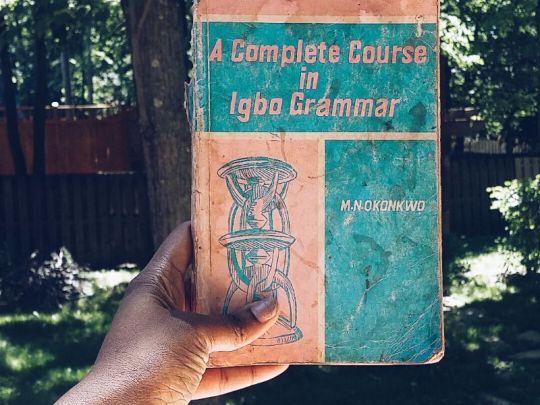 A Complete Course
in
Igbo Grammar
M.N.OKONKWO